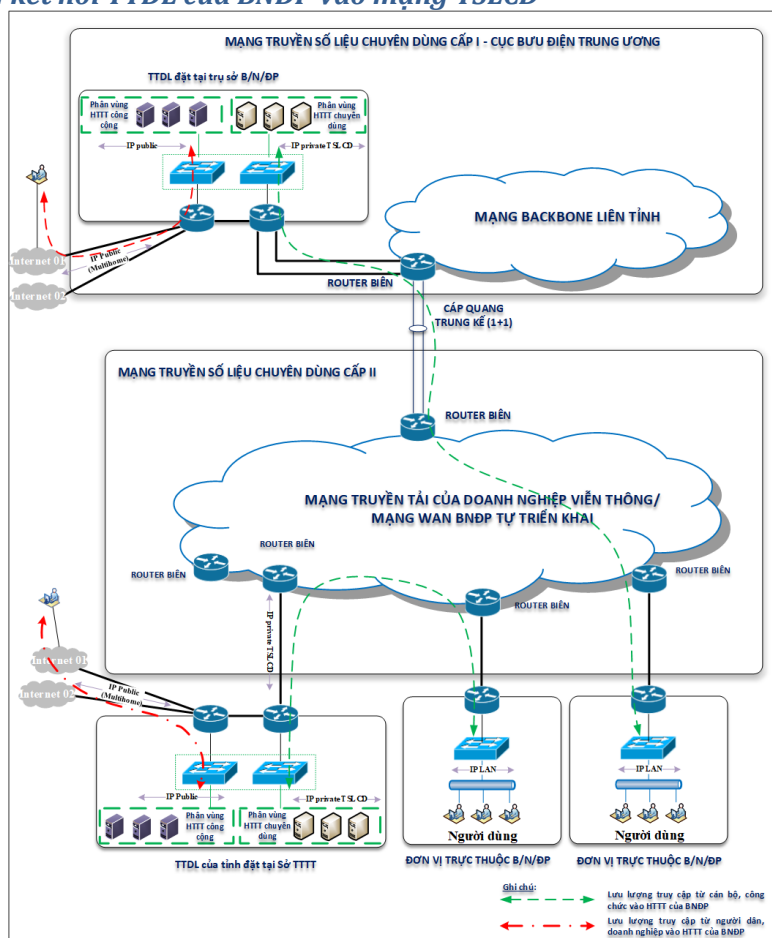 kết nối TTDL của BNĐP vào mạng TSLCD
MẠNG TRUYỀN SỐ LIỆU CHUYÊN DÙNG CẤP I - CỤC BƯU ĐIỆN TRUNG ƯƠNG
TTDL đặt tại trụ sở B/N/ĐP
Phân vùng
HTTT công
cộng
Phân vùng
HTTT chuyên
dùng
IP public
IP private TSLCD
MẠNG BACKBONE LIÊN TỈNH
Internet 01
IP Public
(Multihome)
Internet 02
ROUTER BIÊN
CÁP QUANG
TRUNG KẾ (1+1)
MẠNG TRUYỀN SỐ LIỆU CHUYÊN DÙNG CẤP II
ROUTER BIÊN
MẠNG TRUYỀN TẢI CỦA DOANH NGHIỆP VIỄN THÔNG/
MẠNG WAN BNĐP TỰ TRIỂN KHAI
ROUTER BIÊN
ROUTER BIÊN
ROUTER BIÊN
ROUTER BIÊN
IP private TSLCD
Internet 01
Internet 02
IP Public
(Multihome)
IP Public
IP private TSLCD
Phân vùng
HTTT công
cộng
Phân vùng
HTTT chuyên
dùng
TTDL của tỉnh đặt tại Sở TTTT
IP LAN
Người dùng
ĐƠN VỊ TRỰC THUỘC B/N/ĐP
IP LAN
Người dùng
ĐƠN VỊ TRỰC THUỘC B/N/ĐP
Ghi chú:
Lưu lượng truy cập từ cán bộ, công
chức vào HTTT của BNĐP
Lưu lượng truy cập từ người dân,
doanh nghiệp vào HTTT của BNĐP